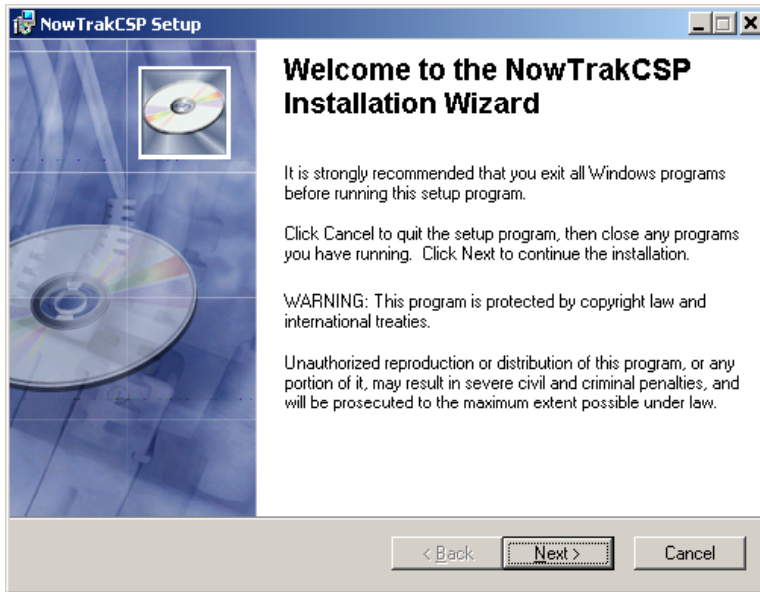 NowTrakCSP Setup
Welcome to the NowTrakCSP
Installation Wizard
It is strongly recommended that you exit all Windows programs
before running this setup program.
Click Cancel to quit the setup program, then close any programs
you have running.  Click Next to continue the installation.
WARNING: This program is protected by copyright law and
international treaties.
Unauthorized reproduction or distribution of this program, or any
portion of it, may result in severe civil and criminal penalties, and
will be prosecuted to the maximum extent possible under law.
< Back Next > Cancel